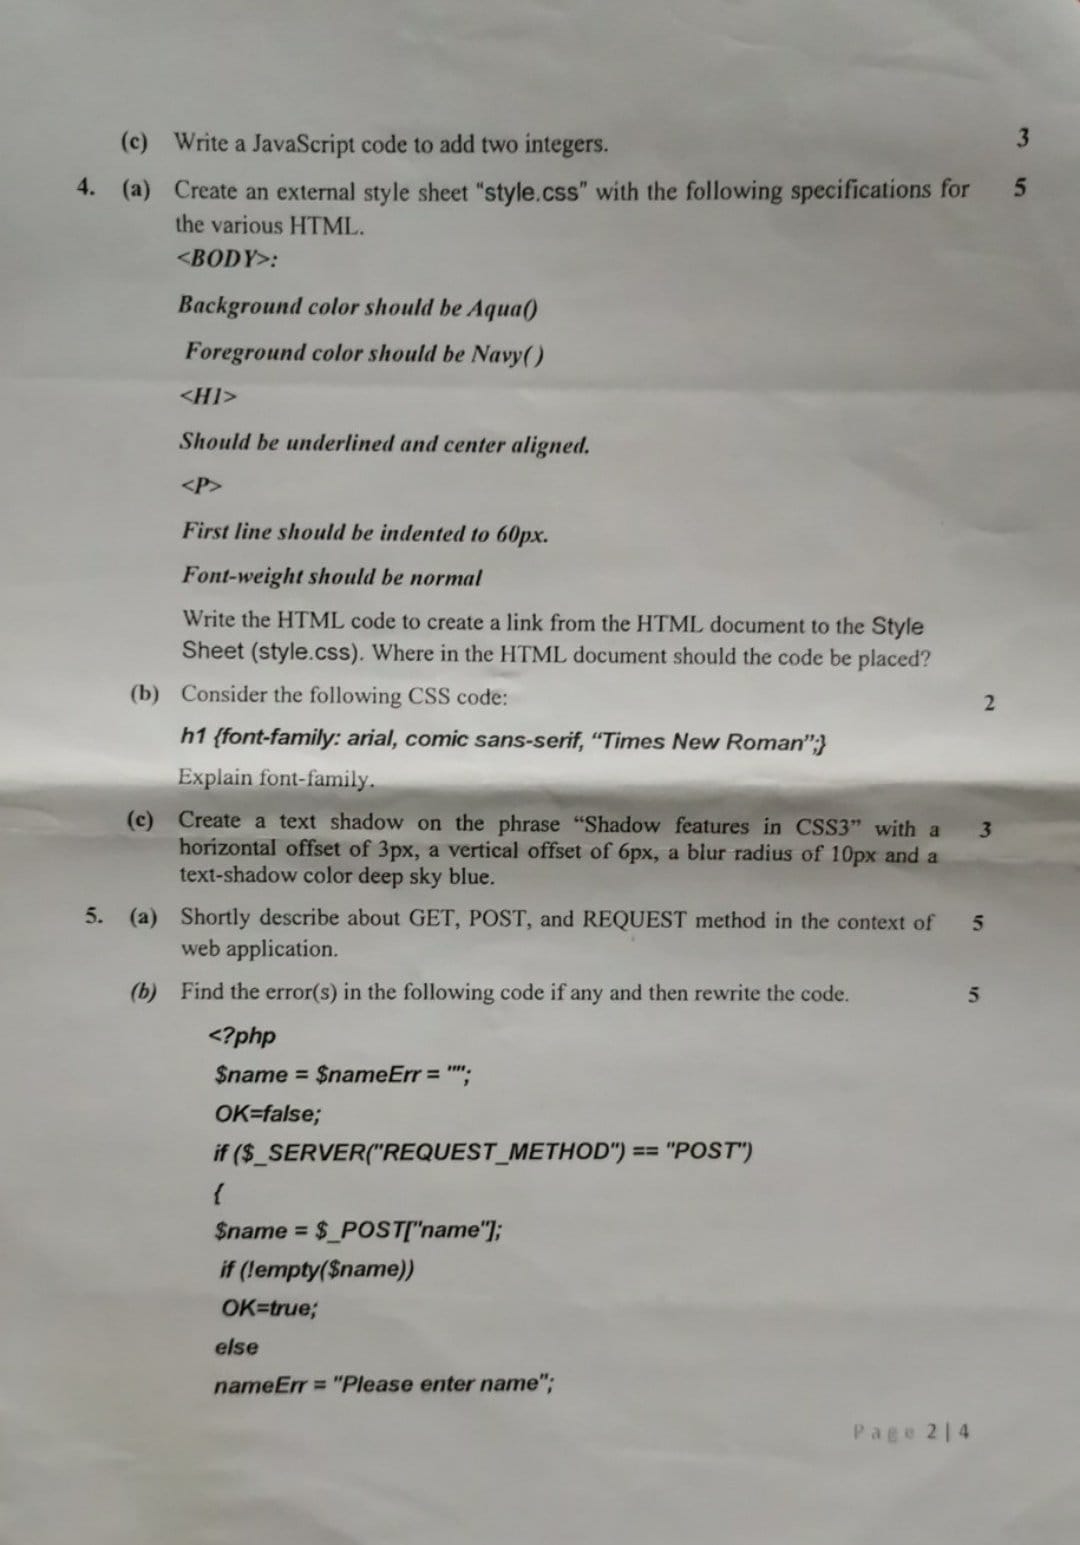 (c) Write a JavaScript code to add two integers. 3
4. (a) Create an external style sheet "style.css" with the following specifications for 5
the various HTML.
<BODY>:
Background color should be Aqua()
Foreground color should be Navy( )
<H1>
Should be underlined and center aligned.
<P>
First line should be indented to 60px.
Font-weight should be normal
Write the HTML code to create a link from the HTML document to the Style
Sheet (style.css). Where in the HTML document should the code be placed?
(b) Consider the following CSS code: 2
h1 {font-family: arial, comic sans-serif, “Times New Roman”;}
Explain font-family.
(c) Create a text shadow on the phrase “Shadow features in CSS3” with a 3
horizontal offset of 3px, a vertical offset of 6px, a blur radius of 10px and a
text-shadow color deep sky blue.
5. (a) Shortly describe about GET, POST, and REQUEST method in the context of 5
web application.
(b) Find the error(s) in the following code if any and then rewrite the code. 5
<?php
$name = $nameErr = "";
OK=false;
if ($_SERVER("REQUEST_METHOD") == "POST")
{
$name = $_POST["name"];
if (!empty($name))
OK=true;
else
nameErr = "Please enter name";
Page 2 | 4